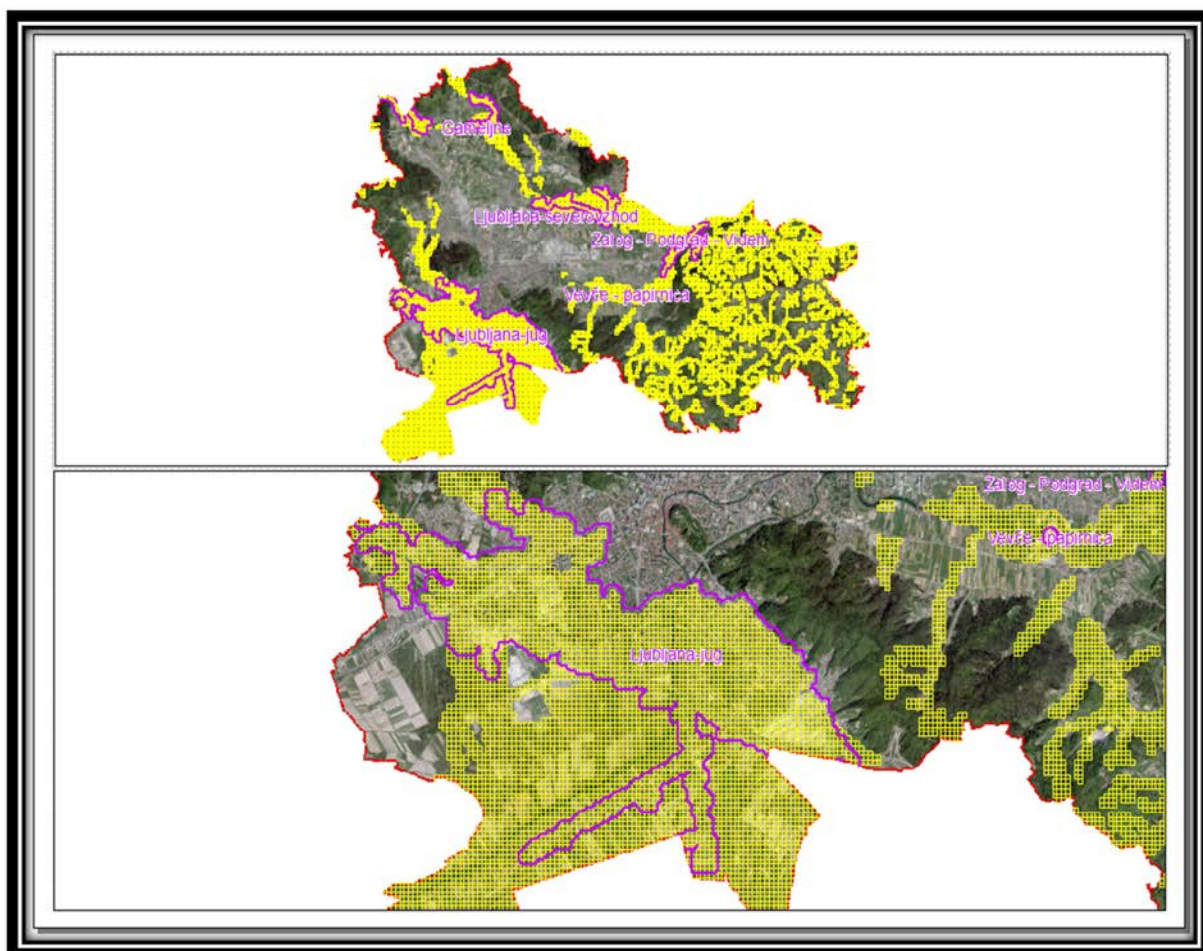 Gameljne
Ljubljana-severovzhod
Zalog - Podgrad - Videm
Vevče - papirnica
Ljubljana-jug
Zalog - Podgrad - Videm
Vevče - papirnica
Ljubljana-jug